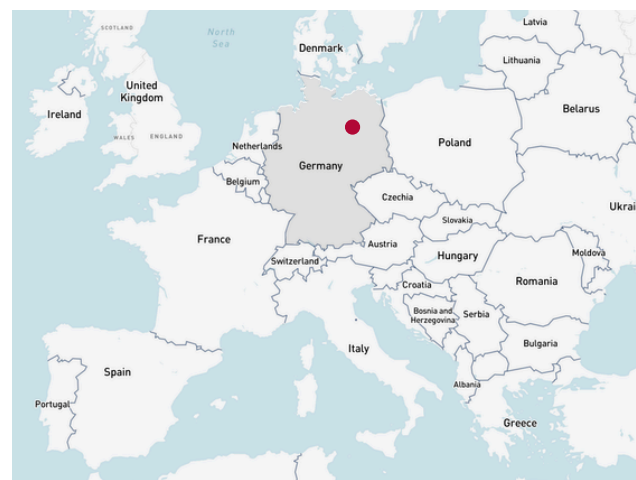 SCOTLAND
North
Sea
Denmark
Latvia
Lithuania
United
Kingdom
Ireland
Belarus
WALES
ENGLAND
Netherlands
Poland
Germany
Belgium
Czechia
Ukrai
Slovakia
France
Austria
Switzerland
Hungary
Moldova
Romania
Croatia
Bosnia and
Herzegovina
Serbia
Italy
Bulgaria
Spain
Albania
Portugal
Greece